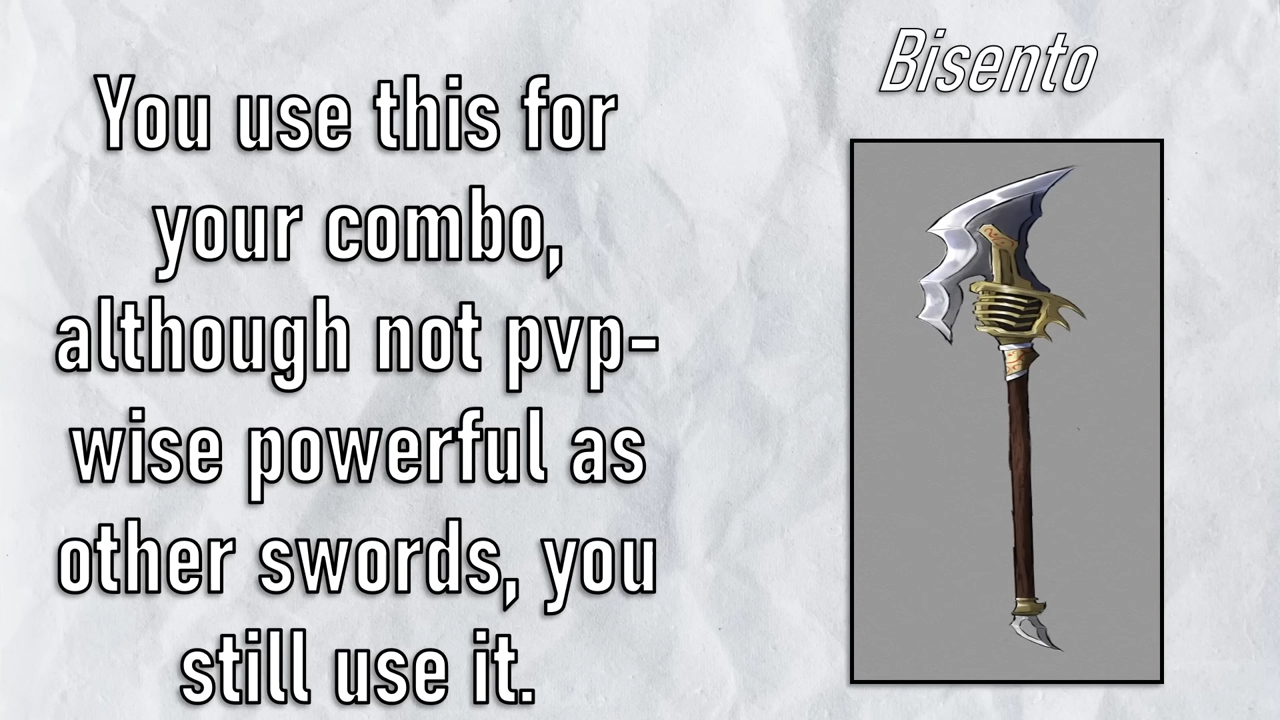 Bisento
You use this for
your combo,
although not pvp-
wise powerful as
other swords, you
still use it.